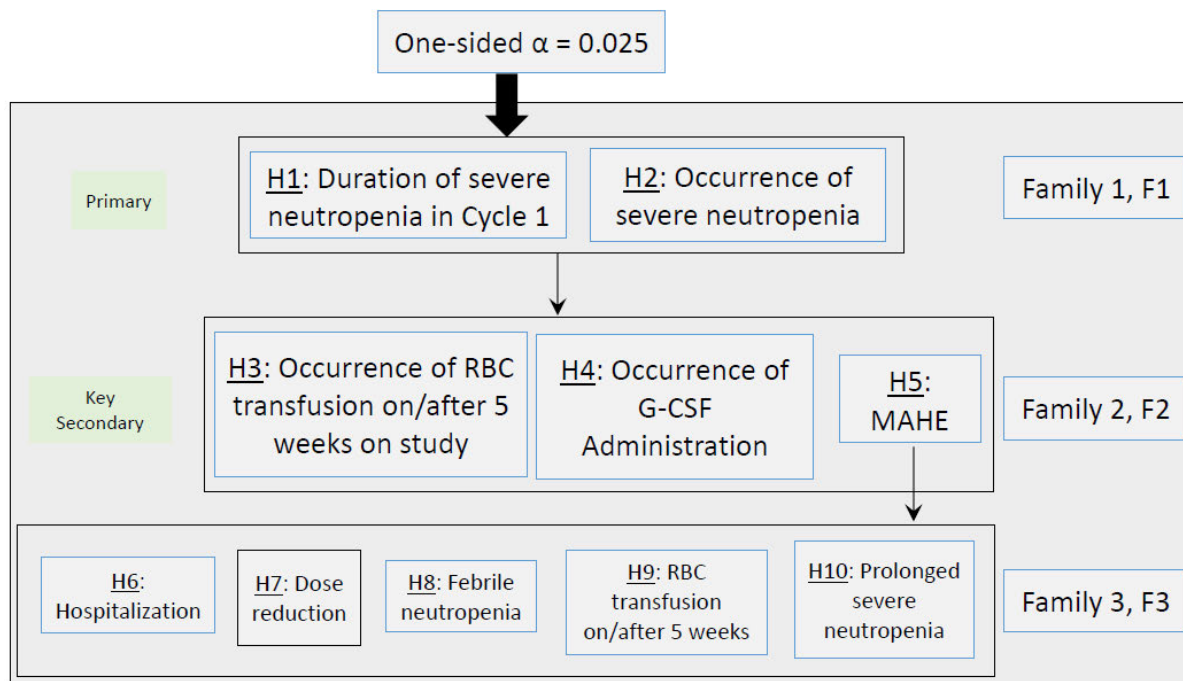 One-sided α = 0.025
Primary
H1: Duration of severe
neutropenia in Cycle 1
H2: Occurrence of
severe neutropenia
Family 1, F1
Key
Secondary
H3: Occurrence of RBC
transfusion on/after 5
weeks on study
H4: Occurrence of
G-CSF
Administration
H5:
MAHE
Family 2, F2
H6:
Hospitalization
H7: Dose
reduction
H8: Febrile
neutropenia
H9: RBC
transfusion
on/after 5 weeks
H10: Prolonged
severe
neutropenia
Family 3, F3